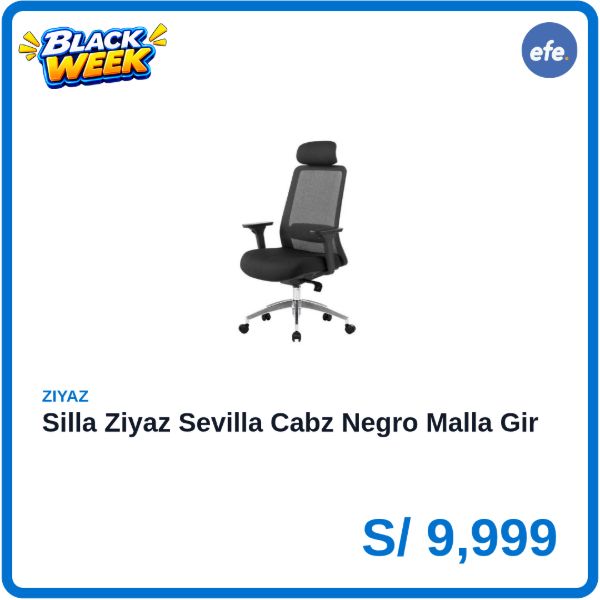 BLACK
WEEK
efe.
ZIYAZ
Silla Ziyaz Sevilla Cabz Negro Malla Gir
S/ 9,999